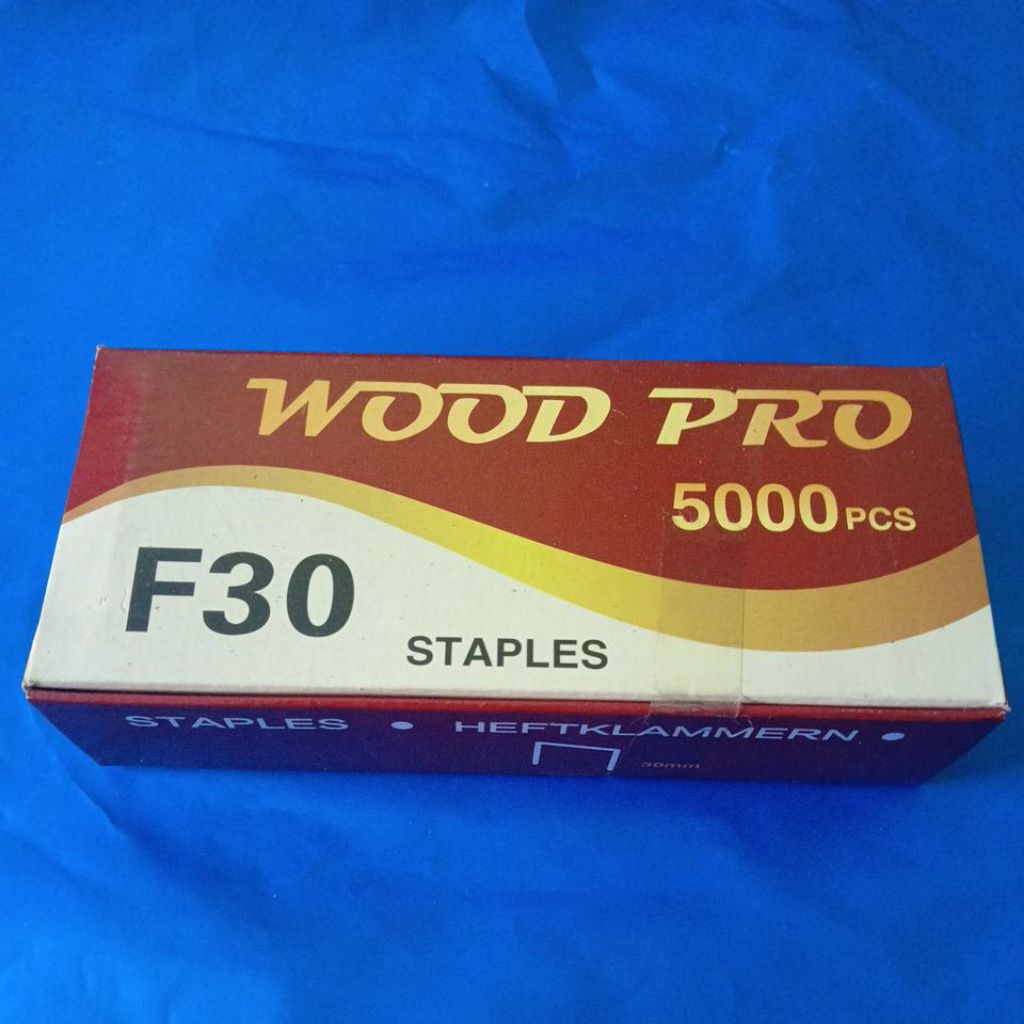 WOOD PRO
5000 PCS
F30
STAPLES
STAPLES • HEFTKLAMMERN •
30mm